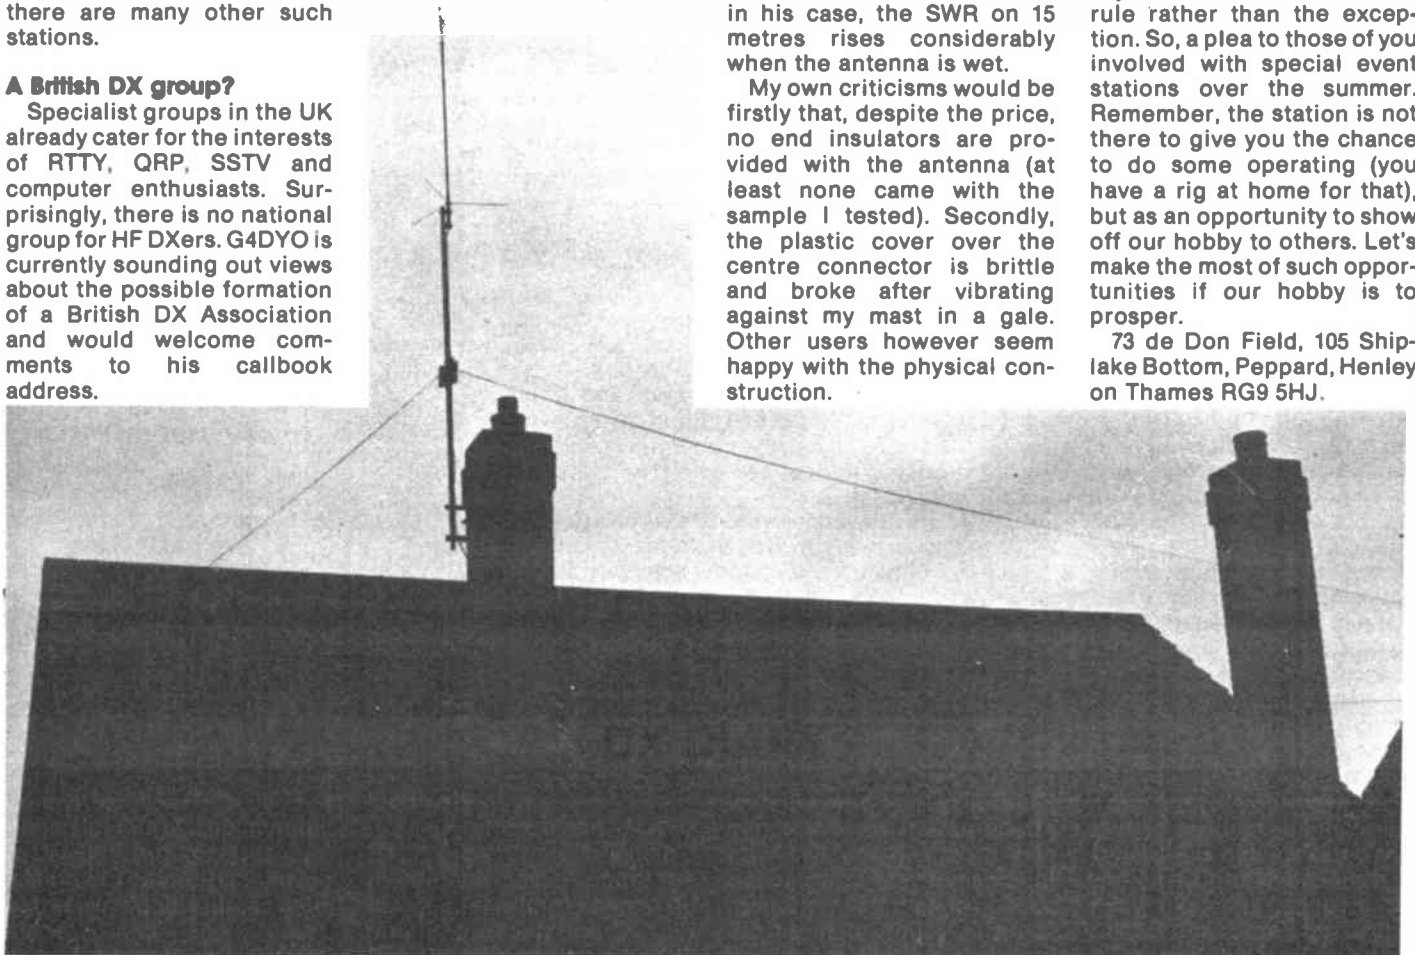 there are many other such
stations.
A British DX group?
Specialist groups in the UK
already cater for the interests
of RTTY, QRP, SSTV and
computer enthusiasts. Sur-
prisingly, there is no national
group for HF DXers. G4DYO is
currently sounding out views
about the possible formation
of a British DX Association
and would welcome com-
ments to his callbook
address.
in his case, the SWR on 15
metres rises considerably
when the antenna is wet.
My own criticisms would be
firstly that, despite the price,
no end insulators are pro-
vided with the antenna (at
least none came with the
sample I tested). Secondly,
the plastic cover over the
centre connector is brittle
and broke after vibrating
against my mast in a gale.
Other users however seem
happy with the physical con-
struction.
rule rather than the excep-
tion. So, a plea to those of you
involved with special event
stations over the summer.
Remember, the station is not
there to give you the chance
to do some operating (you
have a rig at home for that),
but as an opportunity to show
off our hobby to others. Let's
make the most of such oppor-
tunities if our hobby is to
prosper.
73 de Don Field, 105 Ship-
lake Bottom, Peppard, Henley
on Thames RG9 5HJ.